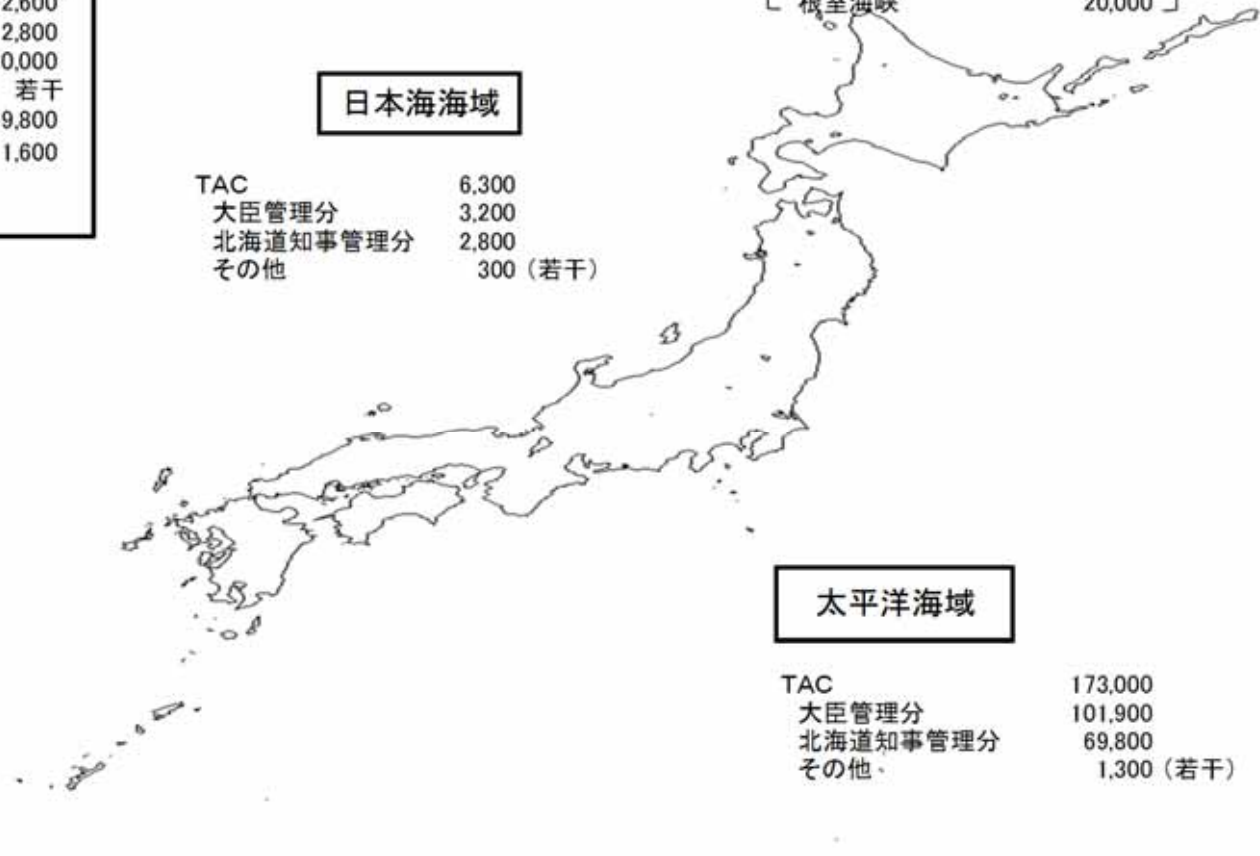 2,600
2,800
0,000
若干
9,800
1,600
根室海峡 20,000
日本海海域
TAC 6,300
大臣管理分 3,200
北海道知事管理分 2,800
その他 300（若干）
太平洋海域
TAC 173,000
大臣管理分 101,900
北海道知事管理分 69,800
その他 1,300（若干）